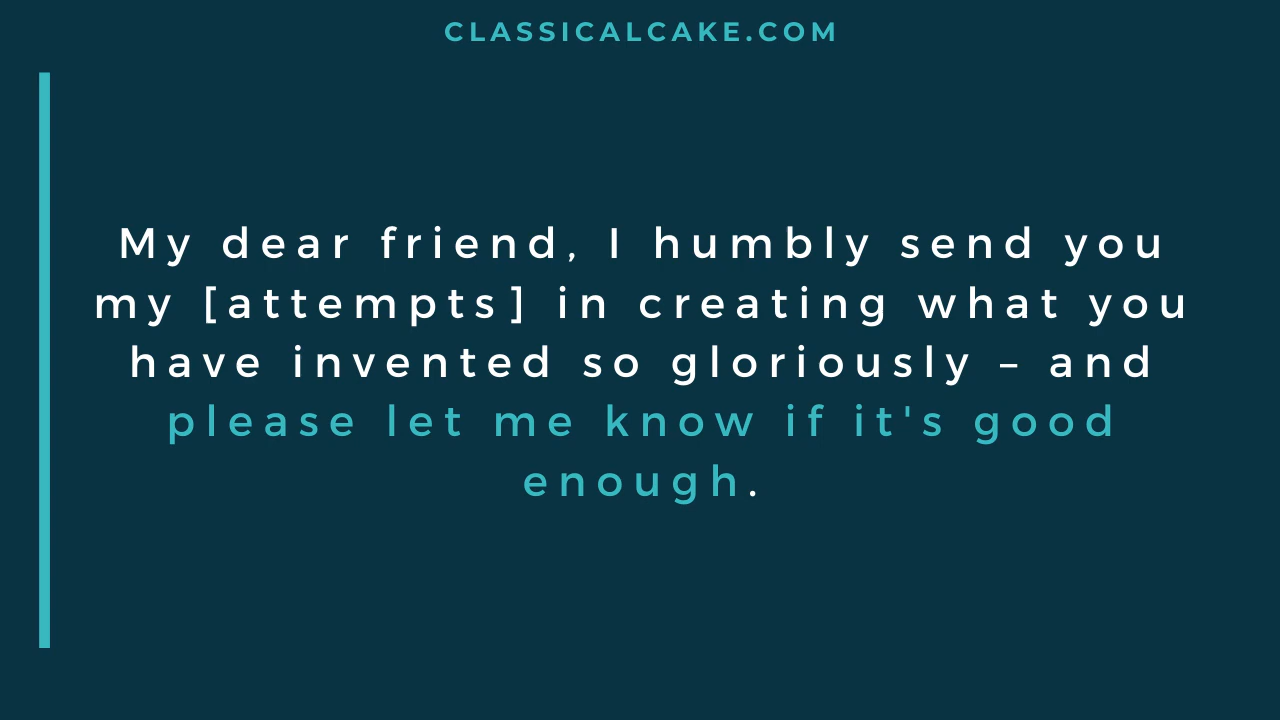 CLASSICALCAKE.COM
My dear friend, I humbly send you
my [attempts] in creating what you
have invented so gloriously – and
please let me know if it's good
enough.